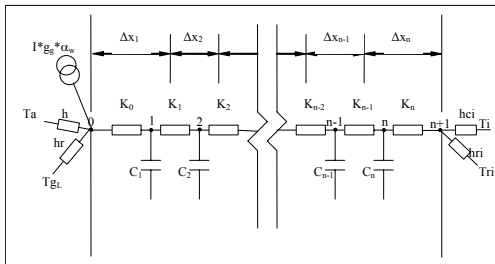 Δx₁ Δx₂ Δxₙ₋₁ Δxₙ
I*gg*αw
K₀ K₁ K₂ Kₙ₋₂ Kₙ₋₁ Kₙ hci
Ta h 0 1 2 n-1 n n+1 Ti
hr hri
C₁ C₂ Cₙ₋₁ Cₙ
TgL Tri